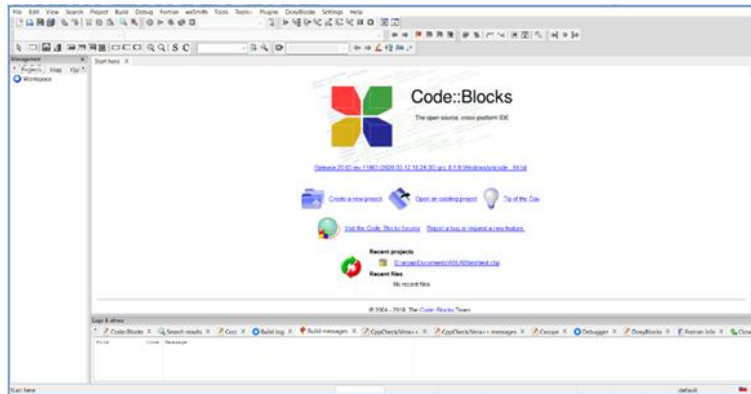 File Edit View Search Project Build Debug Fortran wxSmith Tools Tools+ Plugins DoxyBlocks Settings Help
Management
Start here X
Projects Files
Workspace
Code::Blocks
The open source, cross-platform IDE
Create a new project Open an existing project Tip of the Day
Visit the Code::Blocks forums Report a bug or request a new feature
Recent projects
Recent files
No recent files
© 2004 - 2018 The Code::Blocks Team
Logs & others
Code::Blocks X Search results X Cccc X Build log X Build messages X CppCheck/Vera++ X CppCheck/Vera++ messages X Cscope X Debugger X DoxyBlocks X Fortran info X
File Line Message
Start here default